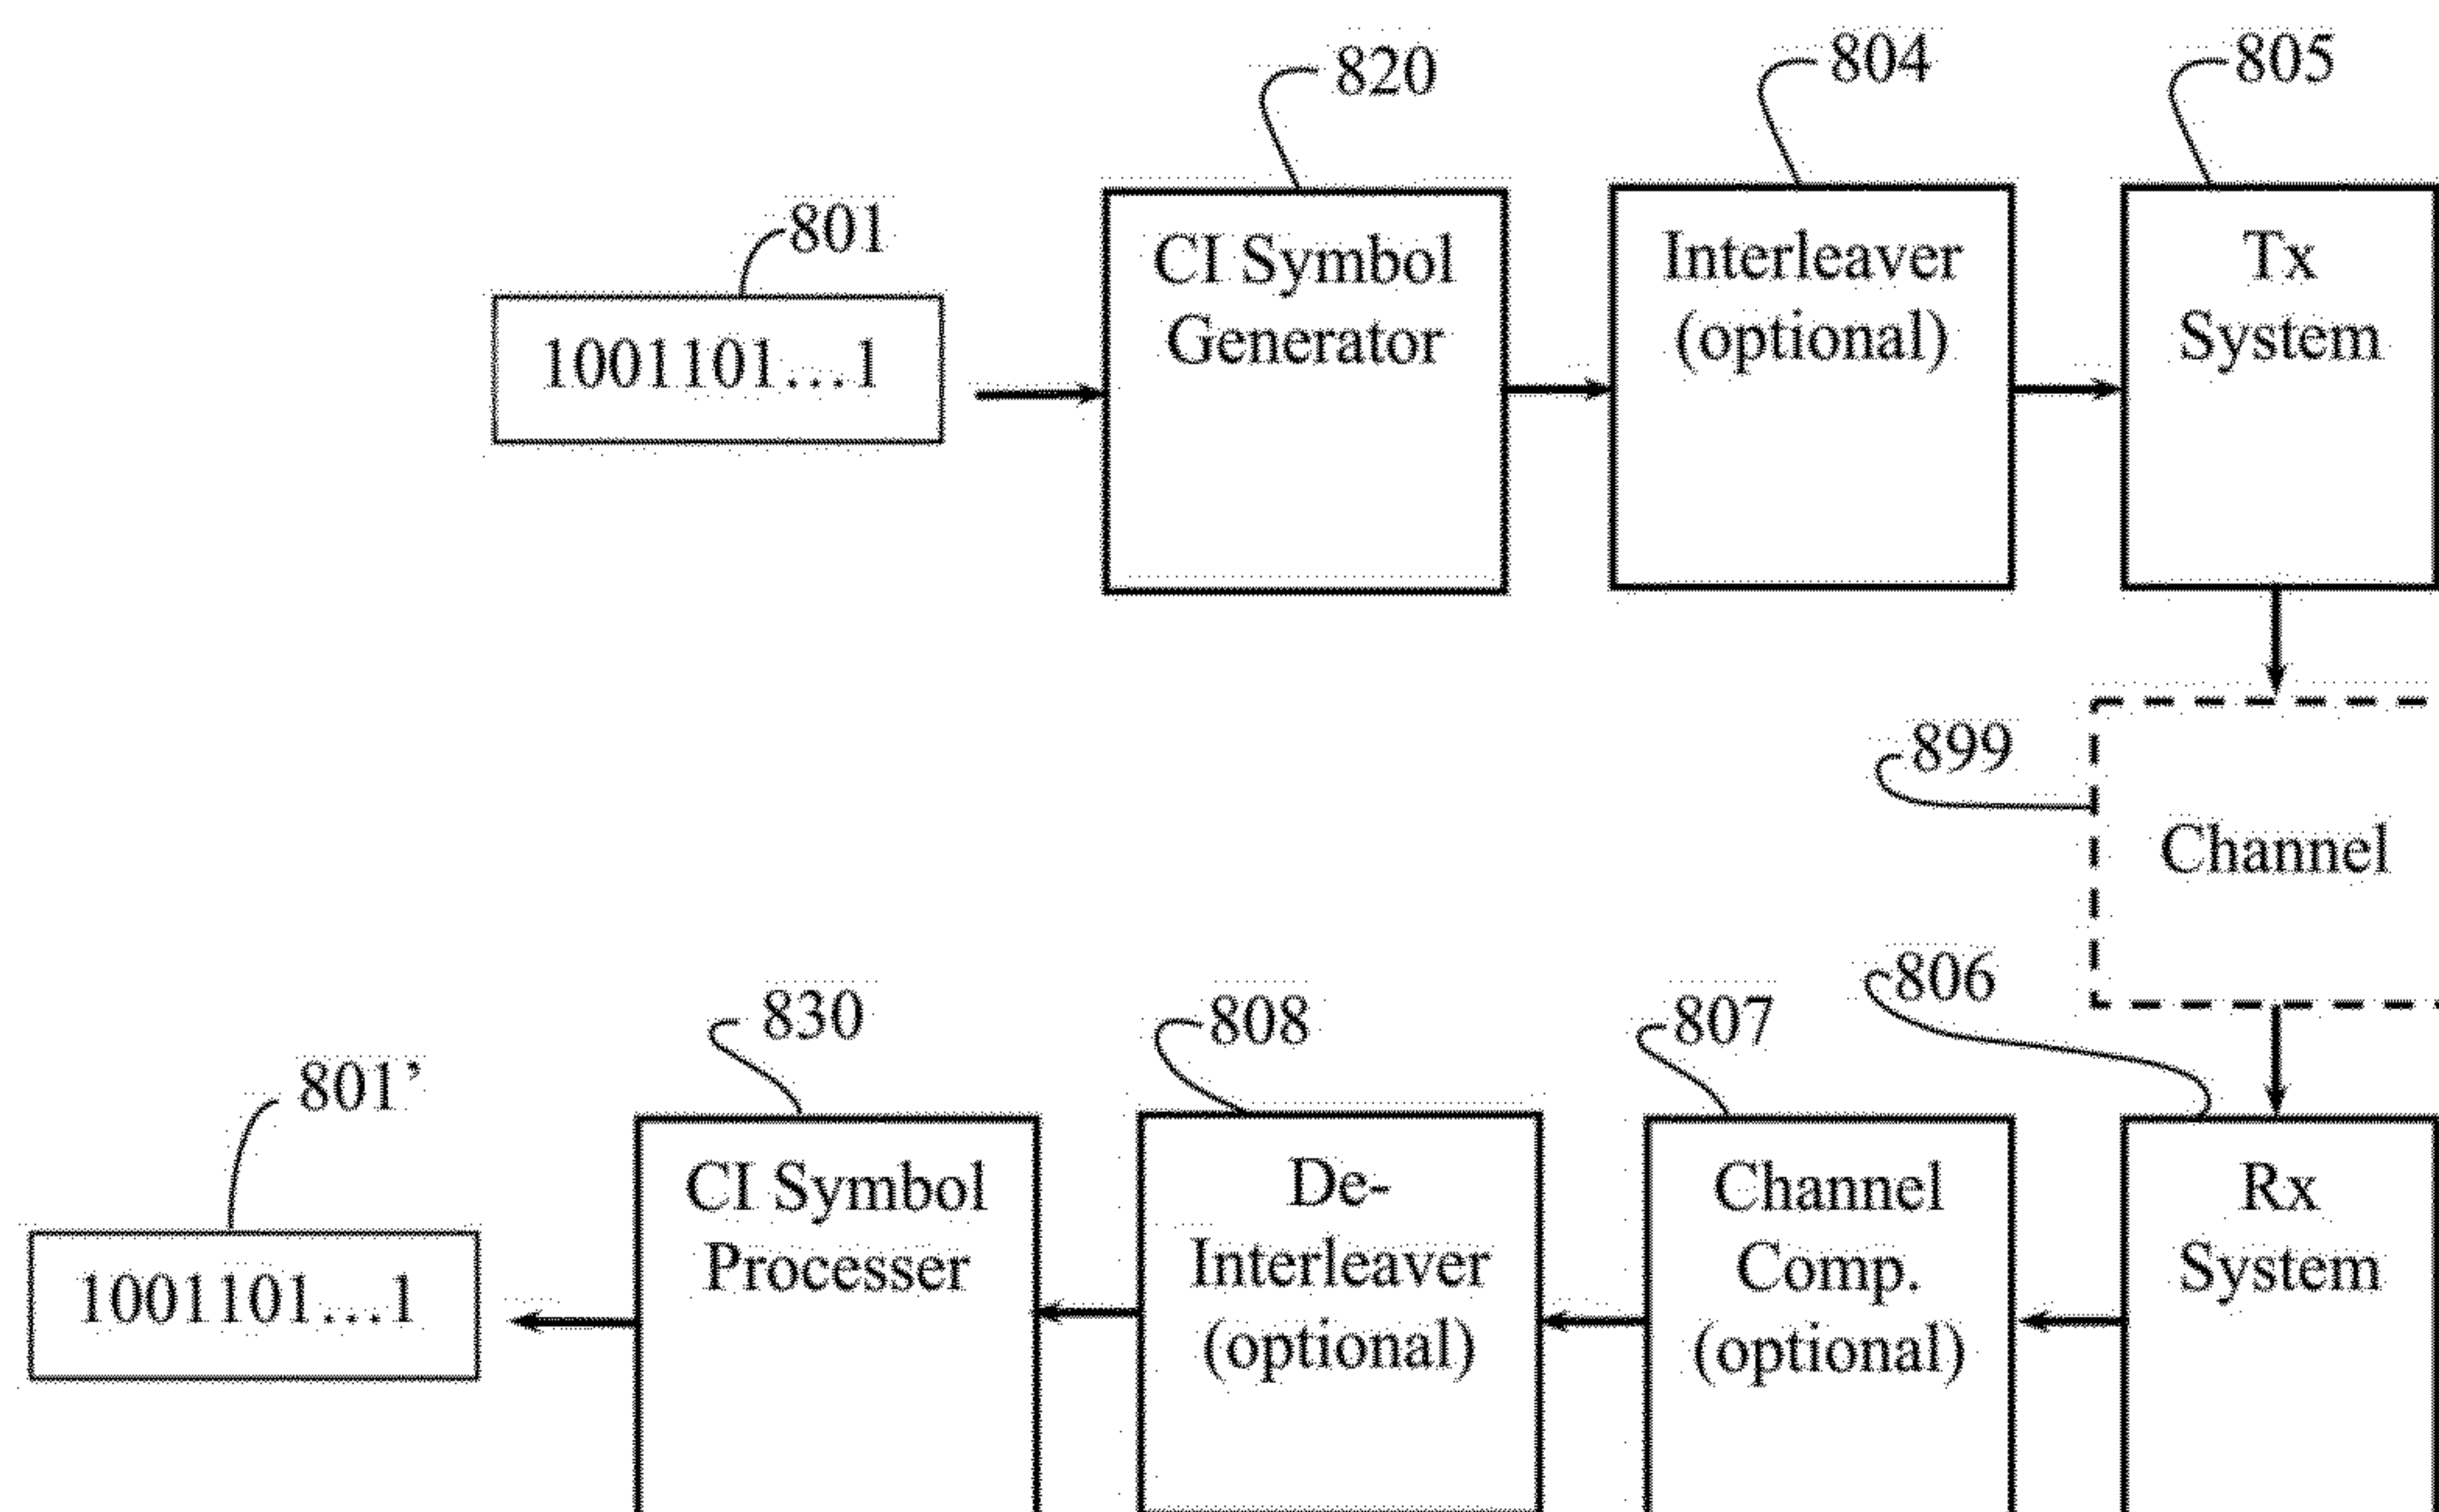 820
804
805
801
CI Symbol
Generator
Interleaver
(optional)
Tx
System
1001101...1
899
Channel
806
830
808
807
801’
CI Symbol
Processer
De-
Interleaver
(optional)
Channel
Comp.
(optional)
Rx
System
1001101...1